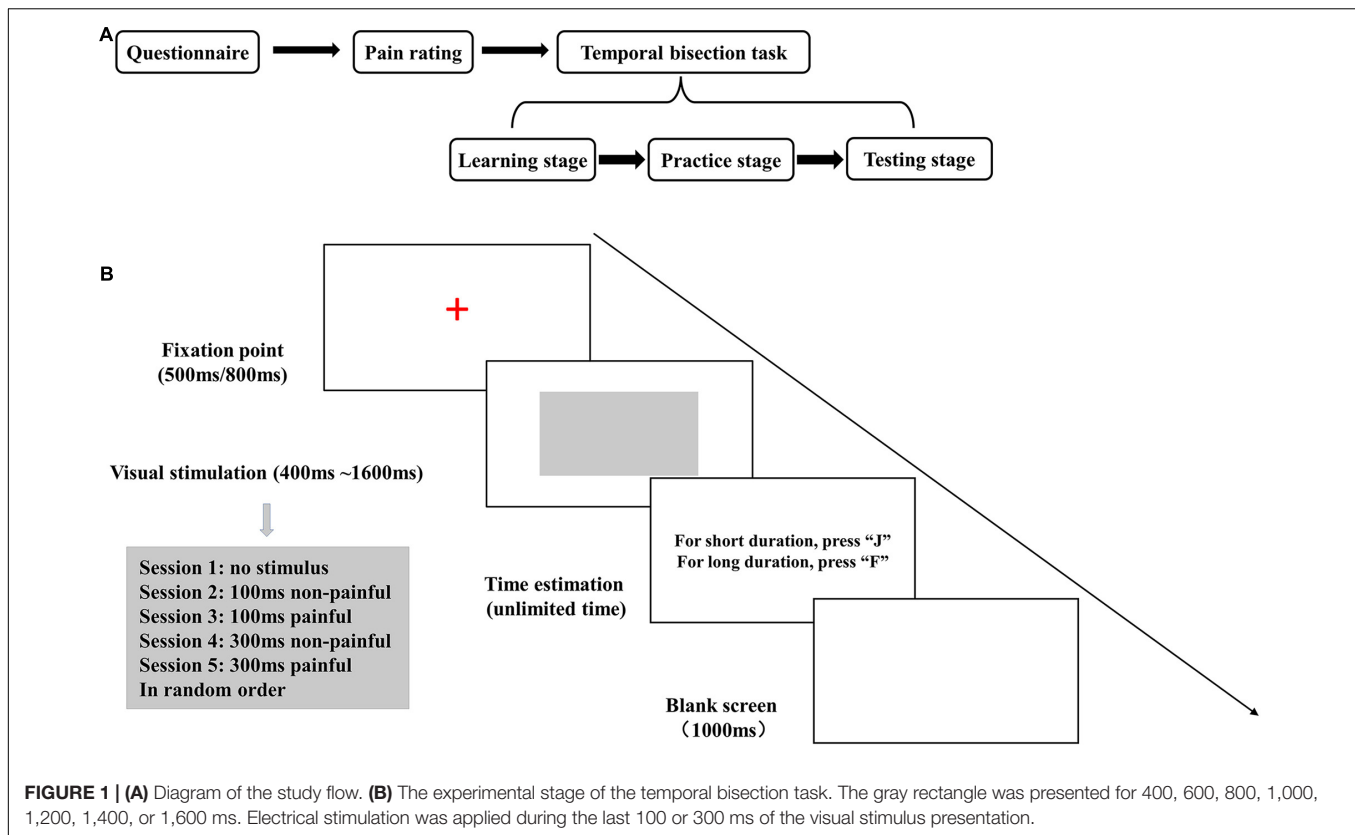 A
Questionnaire
Pain rating
Temporal bisection task
Learning stage
Practice stage
Testing stage
B
Fixation point
(500ms/800ms)
Visual stimulation (400ms ~1600ms)
Session 1: no stimulus
Session 2: 100ms non-painful
Session 3: 100ms painful
Session 4: 300ms non-painful
Session 5: 300ms painful
In random order
For short duration, press “J”
For long duration, press “F”
Time estimation
(unlimited time)
Blank screen
（1000ms）
FIGURE 1 | (A) Diagram of the study flow. (B) The experimental stage of the temporal bisection task. The gray rectangle was presented for 400, 600, 800, 1,000,
1,200, 1,400, or 1,600 ms. Electrical stimulation was applied during the last 100 or 300 ms of the visual stimulus presentation.